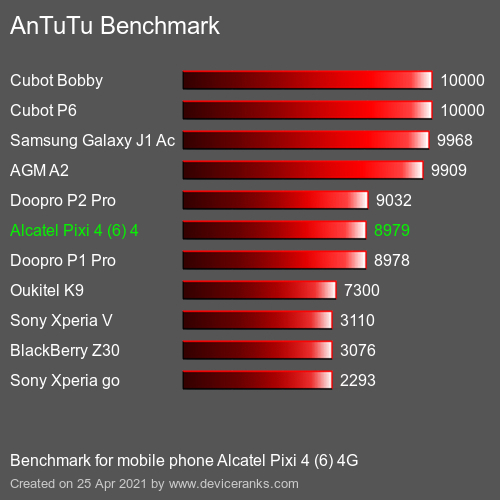 AnTuTu Benchmark
Cubot Bobby 10000
Cubot P6 10000
Samsung Galaxy J1 Ac 9968
AGM A2 9909
Doopro P2 Pro 9032
Alcatel Pixi 4 (6) 4 8979
Doopro P1 Pro 8978
Oukitel K9 7300
Sony Xperia V 3110
BlackBerry Z30 3076
Sony Xperia go 2293
Benchmark for mobile phone Alcatel Pixi 4 (6) 4G
Created on 25 Apr 2021 by www.deviceranks.com